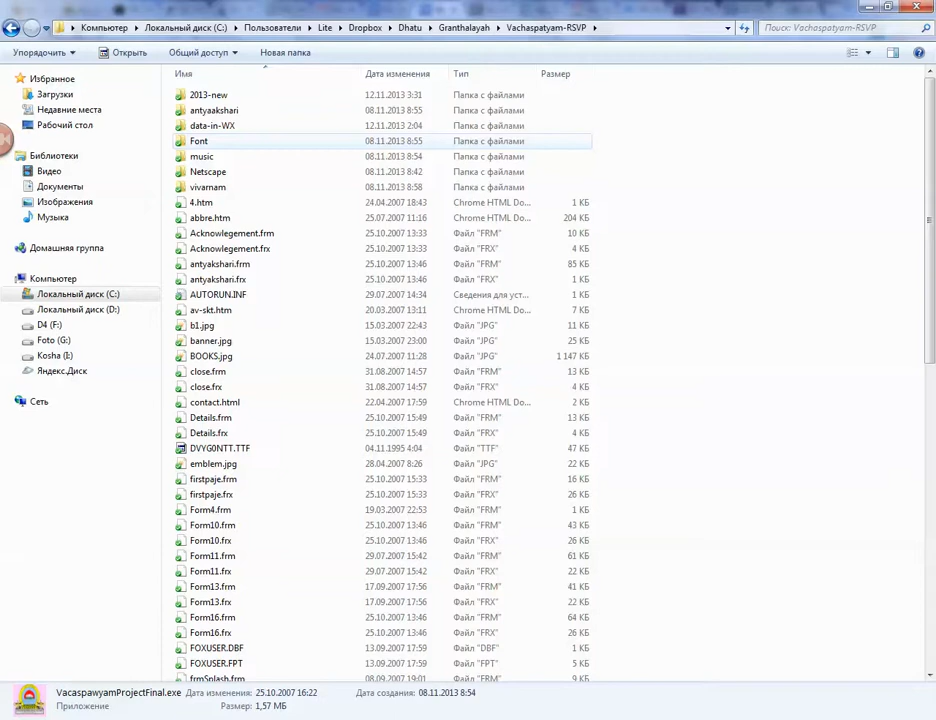 Компьютер ▸ Локальный диск (C:) ▸ Пользователи ▸ Lite ▸ Dropbox ▸ Dhatu ▸ Granthalayah ▸ Vachaspatyam-RSVP ▸
Поиск: Vachaspatyam-RSVP
Упорядочить Открыть Общий доступ Новая папка
Избранное
Загрузки
Недавние места
Рабочий стол
Библиотеки
Видео
Документы
Изображения
Музыка
Домашняя группа
Компьютер
Локальный диск (C:)
Локальный диск (D:)
D4 (F:)
Foto (G:)
Kosha (I:)
Яндекс.Диск
Сеть
Имя Дата изменения Тип Размер
2013-new 12.11.2013 3:31 Папка с файлами
antyaakshari 08.11.2013 8:55 Папка с файлами
data-in-WX 12.11.2013 2:04 Папка с файлами
Font 08.11.2013 8:55 Папка с файлами
music 08.11.2013 8:54 Папка с файлами
Netscape 08.11.2013 8:42 Папка с файлами
vivarnam 08.11.2013 8:58 Папка с файлами
4.htm 24.04.2007 18:43 Chrome HTML Do... 1 КБ
abbre.htm 25.07.2007 11:16 Chrome HTML Do... 204 КБ
Acknowlegement.frm 25.10.2007 13:33 Файл "FRM" 10 КБ
Acknowlegement.frx 25.10.2007 13:33 Файл "FRX" 4 КБ
antyakshari.frm 25.10.2007 13:46 Файл "FRM" 85 КБ
antyakshari.frx 25.10.2007 13:46 Файл "FRX" 1 КБ
AUTORUN.INF 29.07.2007 14:34 Сведения для уст... 1 КБ
av-skt.htm 20.03.2007 13:11 Chrome HTML Do... 7 КБ
b1.jpg 15.03.2007 22:43 Файл "JPG" 11 КБ
banner.jpg 15.03.2007 23:00 Файл "JPG" 25 КБ
BOOKS.jpg 24.07.2007 11:28 Файл "JPG" 1 147 КБ
close.frm 31.08.2007 14:57 Файл "FRM" 13 КБ
close.frx 31.08.2007 14:57 Файл "FRX" 4 КБ
contact.html 22.04.2007 17:59 Chrome HTML Do... 2 КБ
Details.frm 25.10.2007 15:49 Файл "FRM" 13 КБ
Details.frx 25.10.2007 15:49 Файл "FRX" 4 КБ
DVYG0NTT.TTF 04.11.1995 4:04 Файл "TTF" 47 КБ
emblem.jpg 28.04.2007 8:26 Файл "JPG" 22 КБ
firstpaje.frm 25.10.2007 15:33 Файл "FRM" 16 КБ
firstpaje.frx 25.10.2007 15:33 Файл "FRX" 26 КБ
Form4.frm 19.03.2007 22:53 Файл "FRM" 1 КБ
Form10.frm 25.10.2007 13:46 Файл "FRM" 43 КБ
Form10.frx 25.10.2007 13:46 Файл "FRX" 26 КБ
Form11.frm 29.07.2007 15:42 Файл "FRM" 61 КБ
Form11.frx 29.07.2007 15:42 Файл "FRX" 1 КБ
Form13.frm 17.09.2007 17:56 Файл "FRM" 41 КБ
Form13.frx 17.09.2007 17:56 Файл "FRX" 22 КБ
Form16.frm 25.10.2007 13:46 Файл "FRM" 64 КБ
Form16.frx 25.10.2007 13:46 Файл "FRX" 26 КБ
FOXUSER.DBF 13.09.2007 17:59 Файл "DBF" 1 КБ
FOXUSER.FPT 13.09.2007 17:59 Файл "FPT" 5 КБ
frmSplash.frm 08.09.2007 19:01 Файл "FRM" 9 КБ
VacaspawyamProjectFinal.exe Дата изменения: 25.10.2007 16:22 Дата создания: 08.11.2013 8:54
Приложение Размер: 1,57 МБ